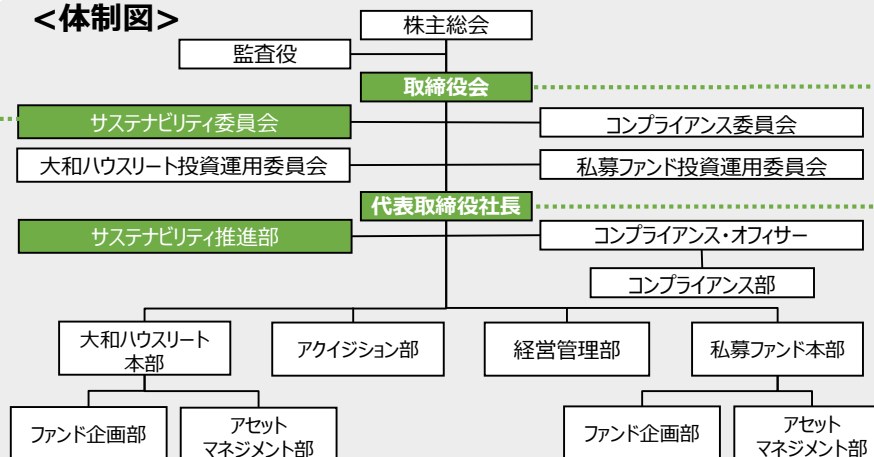 <体制図>
株主総会
監査役
取締役会
サステナビリティ委員会
コンプライアンス委員会
大和ハウスリート投資運用委員会
私募ファンド投資運用委員会
代表取締役社長
サステナビリティ推進部
コンプライアンス・オフィサー
コンプライアンス部
大和ハウスリート
本部
アクイジション部
経営管理部
私募ファンド本部
ファンド企画部
アセット
マネジメント部
ファンド企画部
アセット
マネジメント部